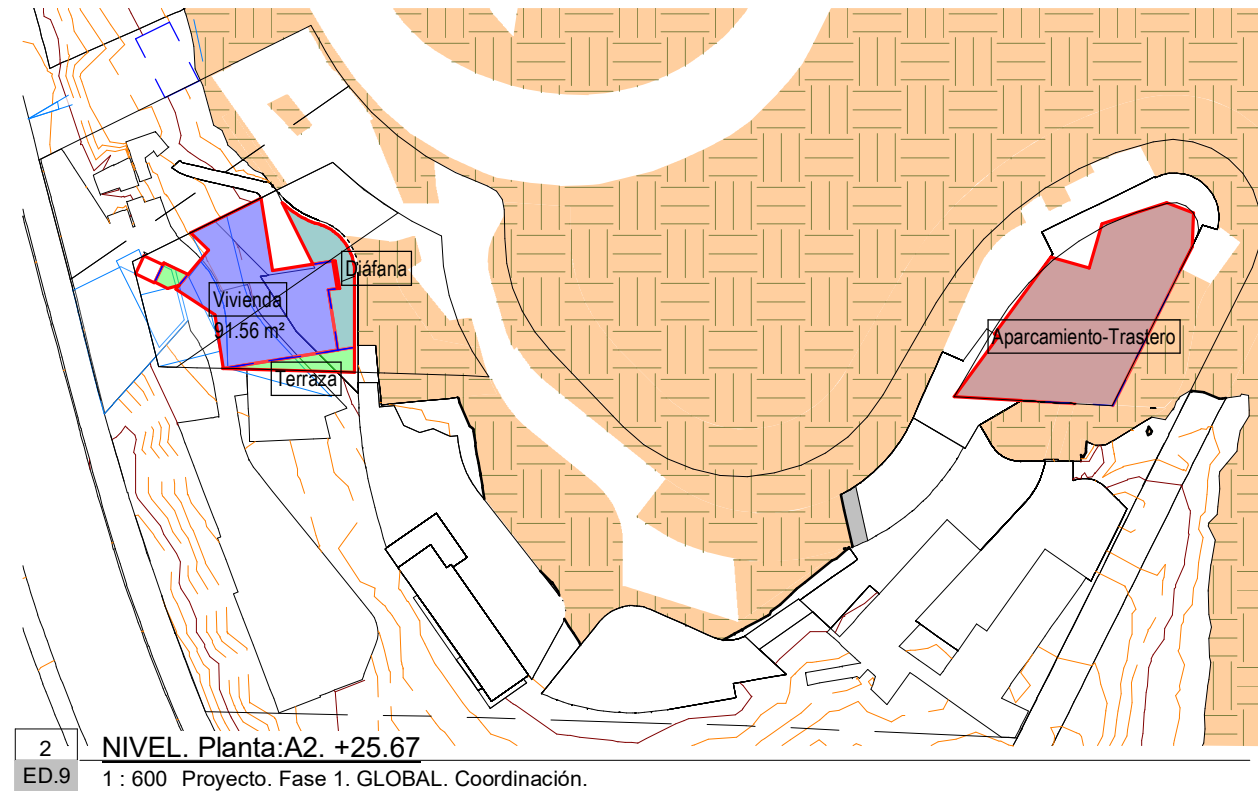 Diáfana
Vivienda
91.56 m²
Terraza
Aparcamiento-Trastero
2 NIVEL. Planta:A2. +25.67
ED.9 1 : 600 Proyecto. Fase 1. GLOBAL. Coordinación.